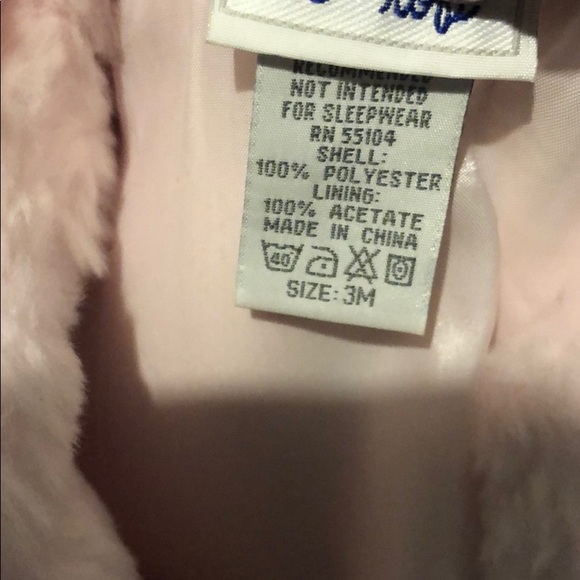 RECOMMENDED
NOT INTENDED
FOR SLEEPWEAR
RN 55104
SHELL:
100% POLYESTER
LINING:
100% ACETATE
MADE IN CHINA
40
SIZE: 3M